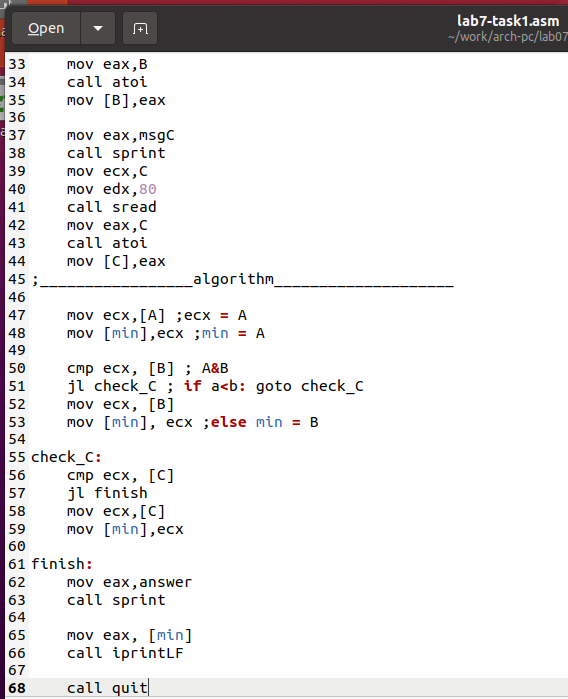 Open
lab7-task1.asm
~/work/arch-pc/lab07
33 mov eax,B
34 call atoi
35 mov [B],eax
36
37 mov eax,msgC
38 call sprint
39 mov ecx,C
40 mov edx,80
41 call sread
42 mov eax,C
43 call atoi
44 mov [C],eax
45 ;_________________algorithm____________________
46
47 mov ecx,[A] ;ecx = A
48 mov [min],ecx ;min = A
49
50 cmp ecx, [B] ; A&B
51 jl check_C ; if a<b: goto check_C
52 mov ecx, [B]
53 mov [min], ecx ;else min = B
54
55 check_C:
56 cmp ecx, [C]
57 jl finish
58 mov ecx,[C]
59 mov [min],ecx
60
61 finish:
62 mov eax,answer
63 call sprint
64
65 mov eax, [min]
66 call iprintLF
67
68 call quit